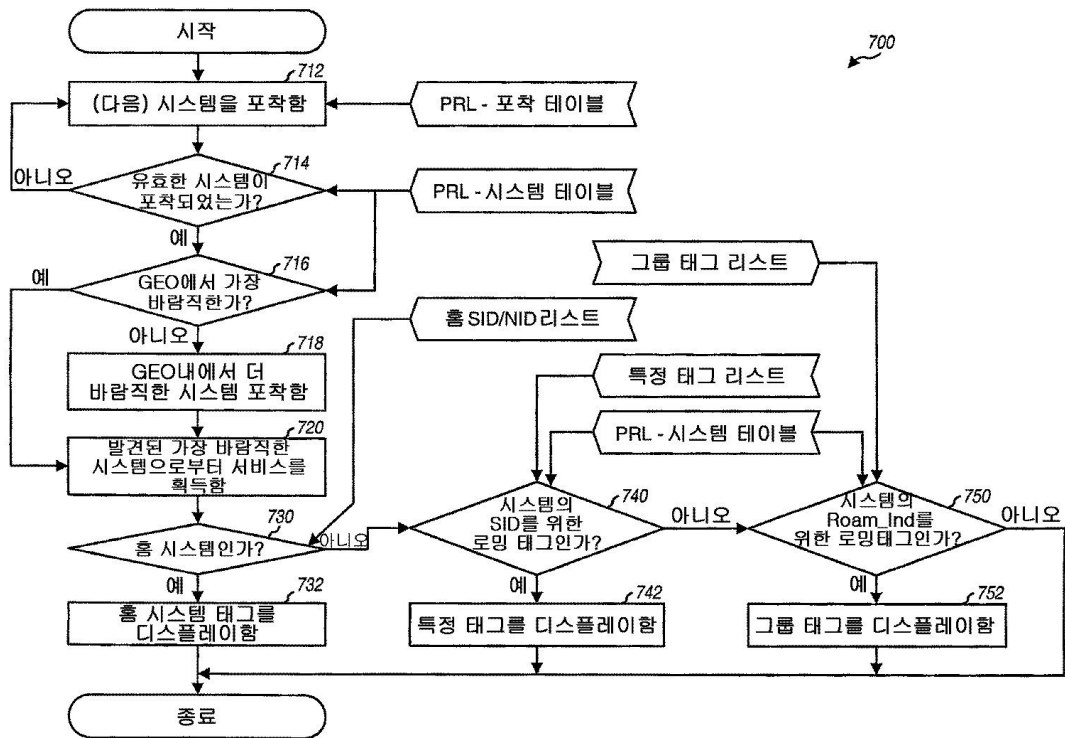 시작
700
712
(다음) 시스템을 포착함
PRL - 포착 테이블
714
아니오
유효한 시스템이
포착되었는가?
PRL - 시스템 테이블
예
716
예
GEO에서 가장
바람직한가?
그룹 태그 리스트
아니오
홈 SID/NID 리스트
718
GEO내에서 더
바람직한 시스템 포착함
특정 태그 리스트
720
발견된 가장 바람직한
시스템으로부터 서비스를
획득함
PRL - 시스템 테이블
730
홈 시스템인가?
아니오
740
시스템의
SID를 위한
로밍 태그인가?
아니오
750
시스템의
Roam_Ind를
위한 로밍태그인가?
아니오
예
732
홈 시스템 태그를
디스플레이함
예
742
특정 태그를 디스플레이함
예
752
그룹 태그를 디스플레이함
종료